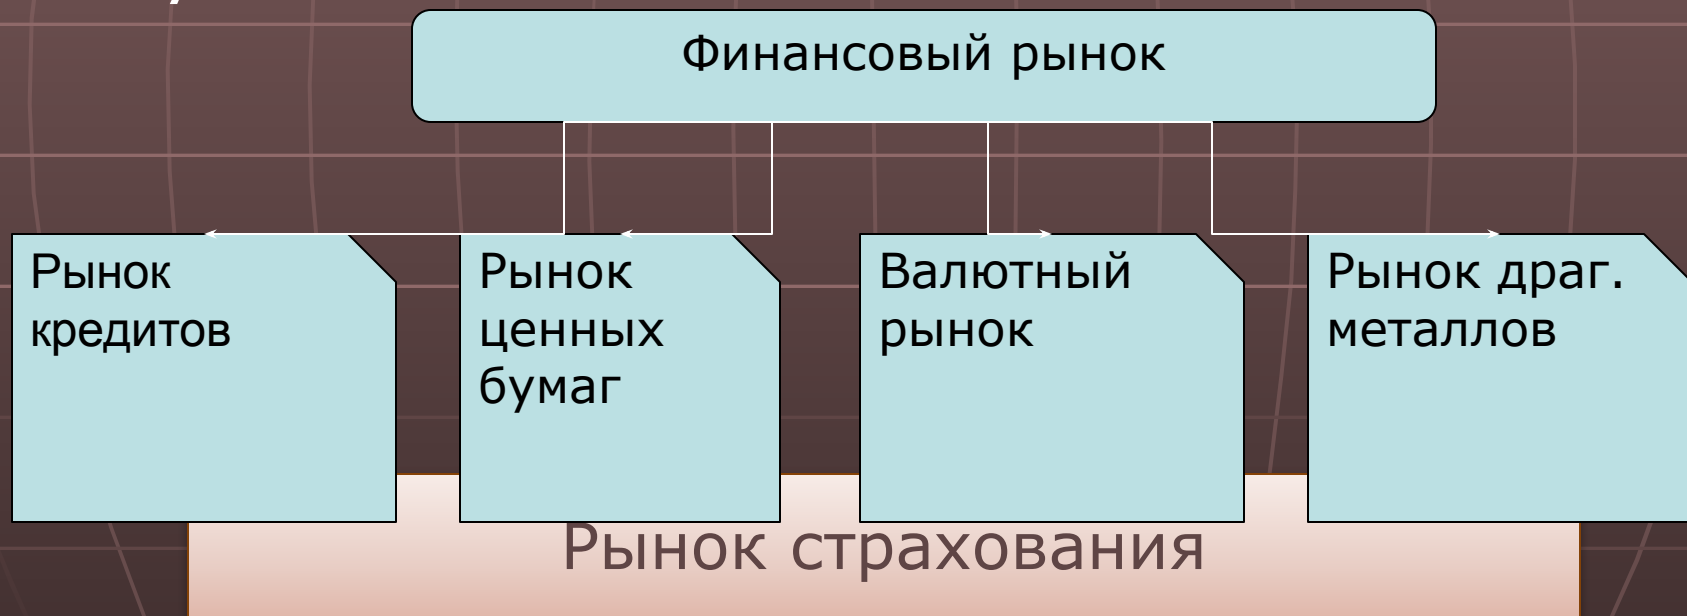 Финансовый рынок
Рынок
кредитов
Рынок
ценных
бумаг
Валютный
рынок
Рынок драг.
металлов
Рынок страхования